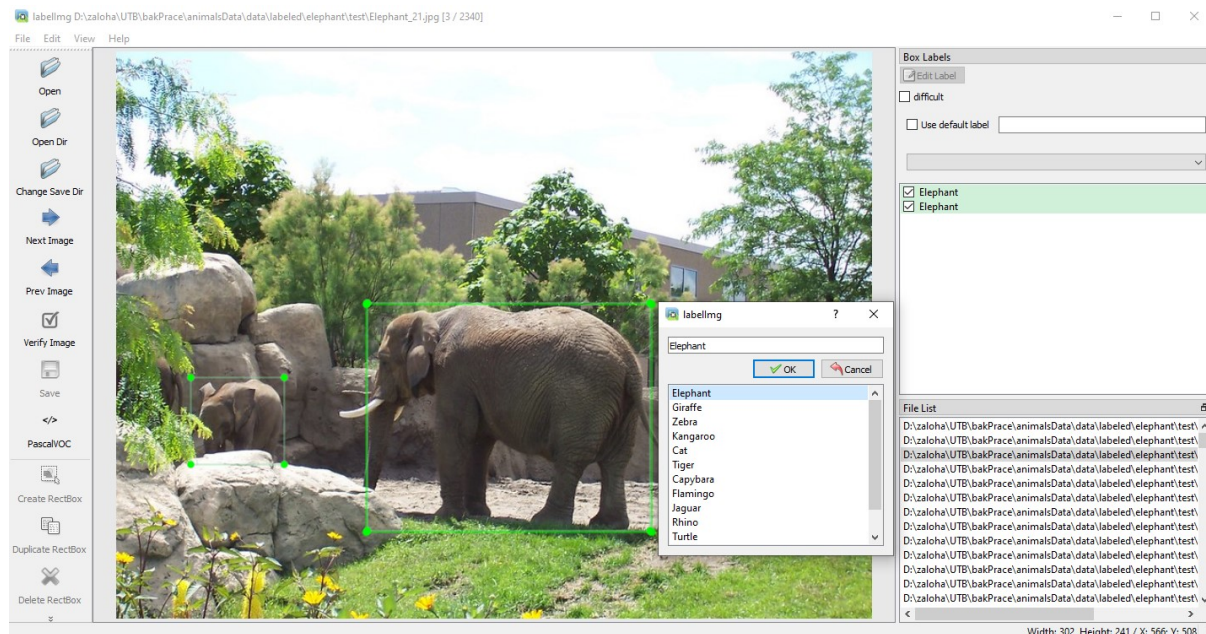 labelImg D:\zaloha\UTB\bakPrace\animalsData\data\labeled\elephant\test\Elephant_21.jpg [3 / 2340]
File Edit View Help
Open
Open Dir
Change Save Dir
Next Image
Prev Image
Verify Image
Save
</>
PascalVOC
Create RectBox
Duplicate RectBox
Delete RectBox
labelImg
Elephant
OK
Cancel
Elephant
Giraffe
Zebra
Kangaroo
Cat
Tiger
Capybara
Flamingo
Jaguar
Rhino
Turtle
Box Labels
Edit Label
difficult
Use default label
Elephant
Elephant
File List
D:\zaloha\UTB\bakPrace\animalsData\data\labeled\elephant\test\
D:\zaloha\UTB\bakPrace\animalsData\data\labeled\elephant\test\
D:\zaloha\UTB\bakPrace\animalsData\data\labeled\elephant\test\
D:\zaloha\UTB\bakPrace\animalsData\data\labeled\elephant\test\
D:\zaloha\UTB\bakPrace\animalsData\data\labeled\elephant\test\
D:\zaloha\UTB\bakPrace\animalsData\data\labeled\elephant\test\
D:\zaloha\UTB\bakPrace\animalsData\data\labeled\elephant\test\
D:\zaloha\UTB\bakPrace\animalsData\data\labeled\elephant\test\
D:\zaloha\UTB\bakPrace\animalsData\data\labeled\elephant\test\
D:\zaloha\UTB\bakPrace\animalsData\data\labeled\elephant\test\
D:\zaloha\UTB\bakPrace\animalsData\data\labeled\elephant\test\
D:\zaloha\UTB\bakPrace\animalsData\data\labeled\elephant\test\
D:\zaloha\UTB\bakPrace\animalsData\data\labeled\elephant\test\
Width: 302, Height: 241 / X: 566; Y: 508